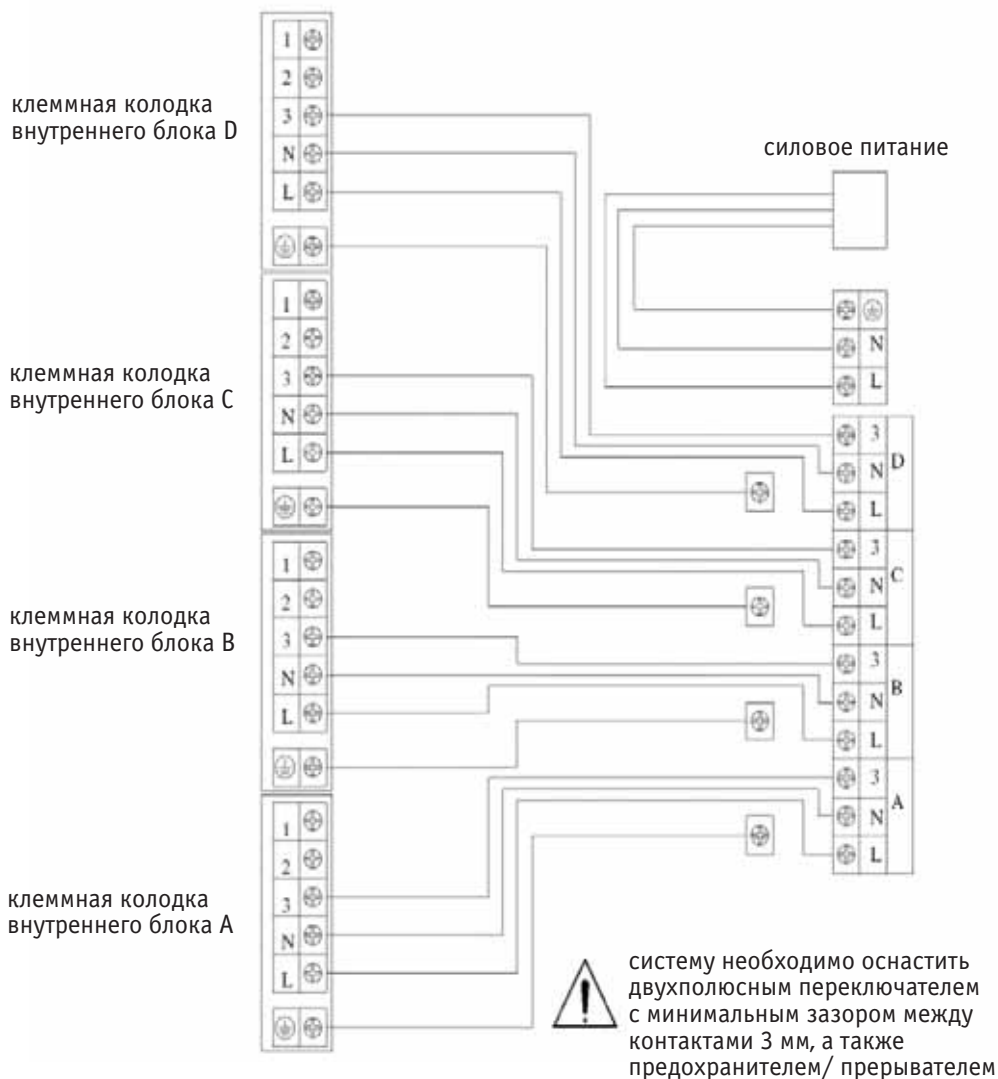 1
2
клеммная колодка
внутреннего блока D
3
N
L
силовое питание
1
2
клеммная колодка
внутреннего блока C
3
N
L
N
L
3
N
D
L
1
2
клеммная колодка
внутреннего блока B
3
N
L
3
N
C
L
3
N
B
L
1
2
клеммная колодка
внутреннего блока A
3
N
L
3
N
A
L
систему необходимо оснастить
двухполюсным переключателем
с минимальным зазором между
контактами 3 мм, а также
предохранителем/ прерывателем